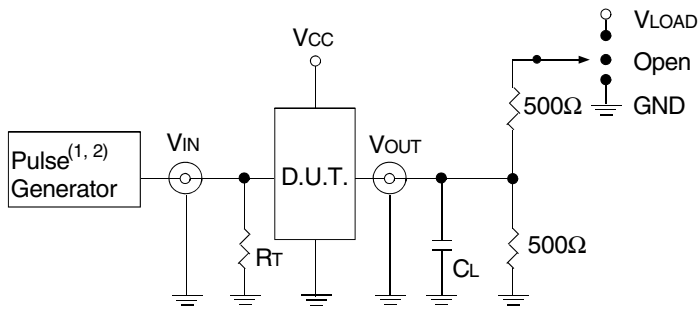 VLOAD
VCC
Open
500Ω
GND
Pulse(1, 2)
Generator
VIN
D.U.T.
VOUT
RT
CL
500Ω